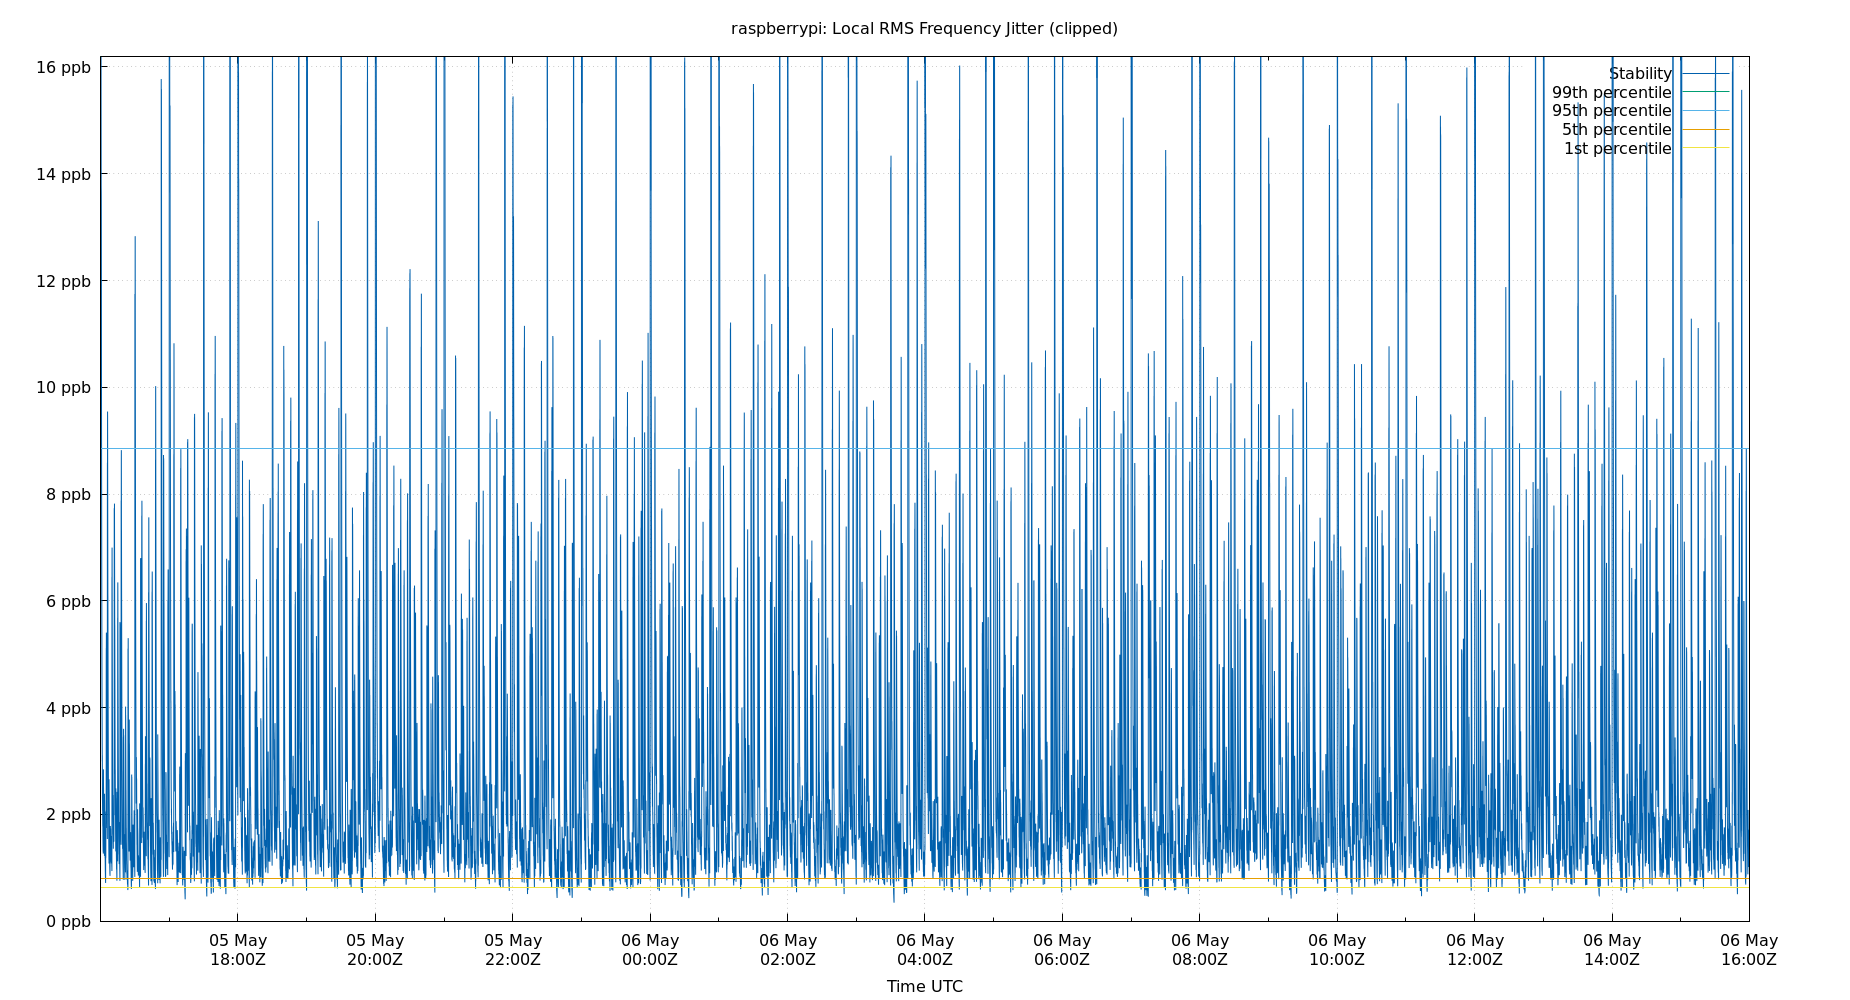 raspberrypi: Local RMS Frequency Jitter (clipped)
16 ppb
14 ppb
12 ppb
10 ppb
8 ppb
6 ppb
4 ppb
2 ppb
0 ppb
Stability
99th percentile
95th percentile
5th percentile
1st percentile
05 May 05 May 05 May 06 May 06 May 06 May 06 May 06 May 06 May 06 May 06 May 06 May
18:00Z 20:00Z 22:00Z 00:00Z 02:00Z 04:00Z 06:00Z 08:00Z 10:00Z 12:00Z 14:00Z 16:00Z
Time UTC